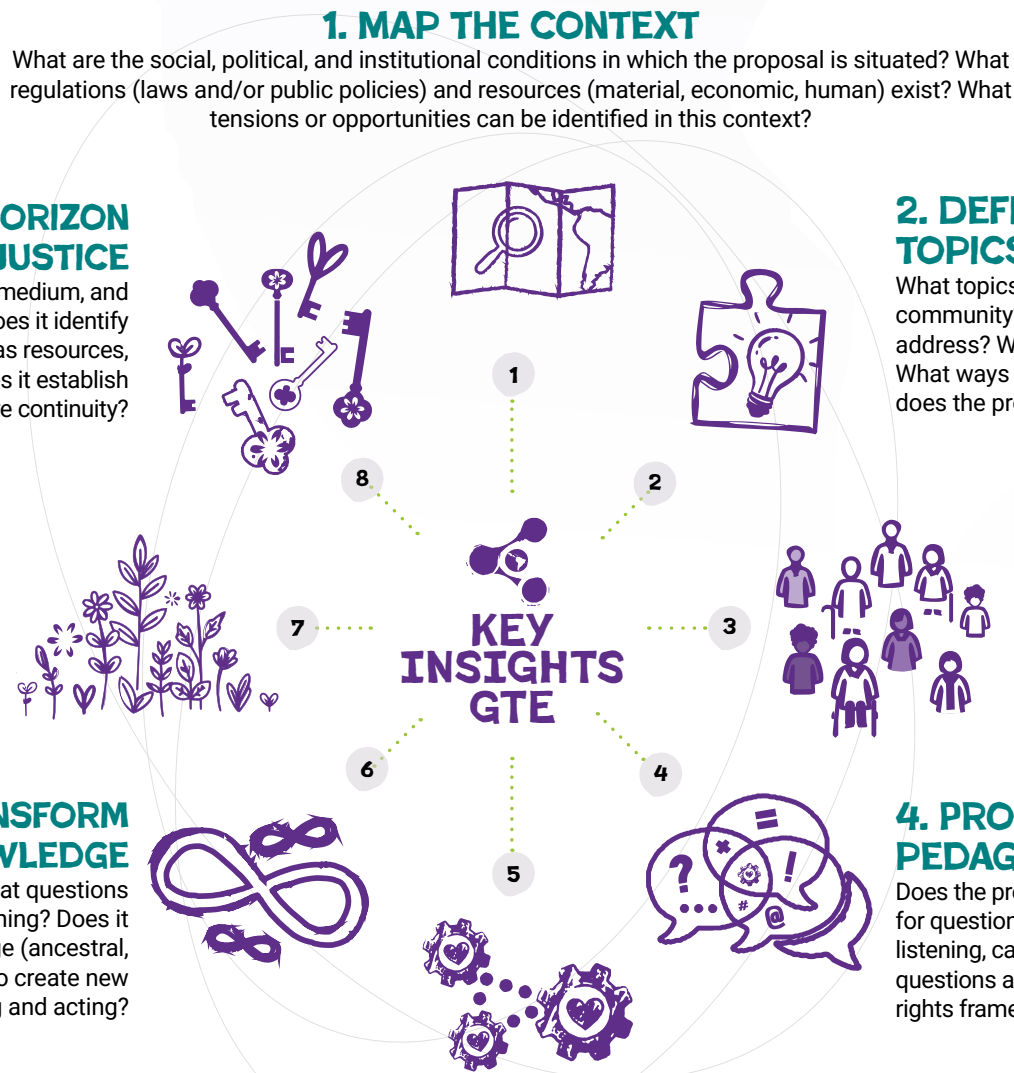 1. MAP THE CONTEXT
What are the social, political, and institutional conditions in which the proposal is situated? What
regulations (laws and/or public policies) and resources (material, economic, human) exist? What
tensions or opportunities can be identified in this context?
ORIZON
JUSTICE
medium, and
oes it identify
as resources,
es it establish
re continuity?
2. DEFI
TOPICS
What topics
community
address? W
What ways
does the pr
1
2
3
4
5
6
7
8
KEY
INSIGHTS
GTE
? ... = ! # @
NSFORM
WLEDGE
at questions
ning? Does it
ge (ancestral,
o create new
g and acting?
4. PRO
PEDAG
Does the pr
for question
listening, ca
questions a
rights frame